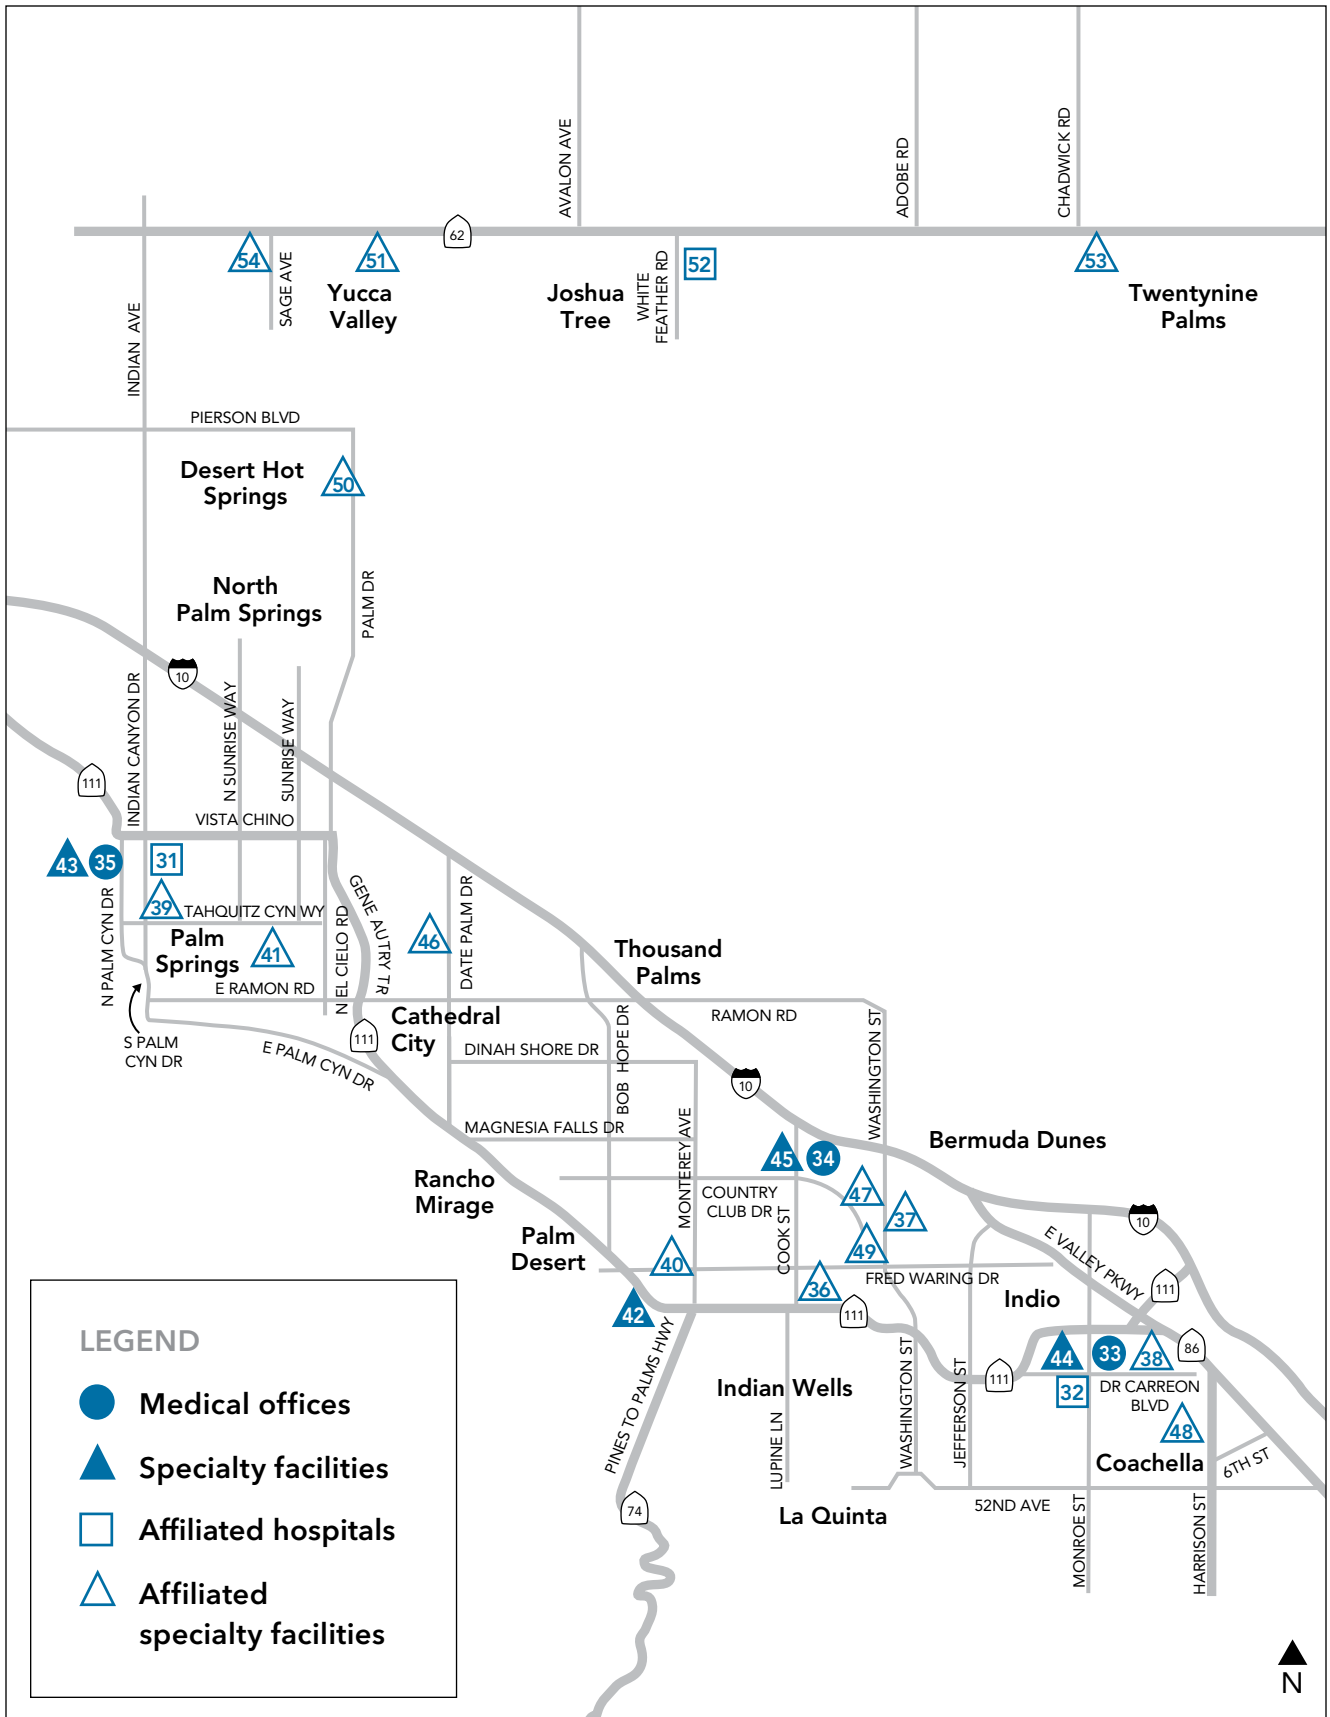 AVALON AVE
ADOBE RD
CHADWICK RD
62
54
51
52
53
SAGE AVE
Yucca
Valley
Joshua
Tree
WHITE
FEATHER RD
Twentynine
Palms
INDIAN AVE
PIERSON BLVD
Desert Hot
Springs
50
North
Palm Springs
PALM DR
10
INDIAN CANYON DR
N SUNRISE WAY
SUNRISE WAY
111
VISTA CHINO
43
35
31
39
TAHQUITZ CYN WY
N PALM CYN DR
Palm
Springs
41
E RAMON RD
N EL CIELO RD
GENE AUTRY TR
46
DATE PALM DR
Thousand
Palms
S PALM
CYN DR
E PALM CYN DR
111
Cathedral
City
RAMON RD
WASHINGTON ST
DINAH SHORE DR
BOB HOPE DR
10
MAGNESIA FALLS DR
MONTEREY AVE
Bermuda Dunes
45
34
Rancho
Mirage
COUNTRY
CLUB DR
47
37
COOK ST
Palm
Desert
40
49
36
FRED WARING DR
E VALLEY PKWY
10
111
Indio
42
111
86
44
33
38
32
DR CARREON
BLVD
111
PINES TO PALMS HWY
Indian Wells
LUPINE LN
WASHINGTON ST
JEFFERSON ST
48
Coachella
6TH ST
52ND AVE
La Quinta
74
MONROE ST
HARRISON ST
LEGEND
Medical offices
Specialty facilities
Affiliated hospitals
Affiliated
specialty facilities
N